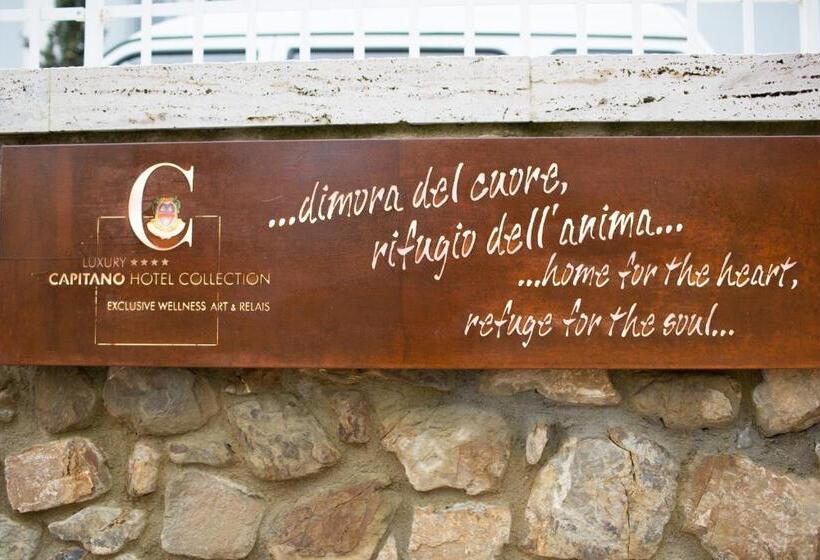 C
LUXURY ★★★★
CAPITANO HOTEL COLLECTION
EXCLUSIVE WELLNESS ART & RELAIS
...dimora del cuore,
rifugio dell'anima...
...home for the heart,
refuge for the soul...